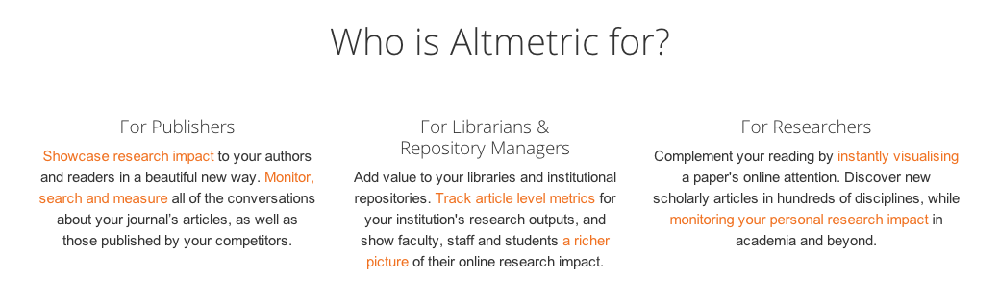 Who is Altmetric for?
For Publishers
Showcase research impact to your authors
and readers in a beautiful new way. Monitor,
search and measure all of the conversations
about your journal's articles, as well as
those published by your competitors.
For Librarians &
Repository Managers
Add value to your libraries and institutional
repositories. Track article level metrics for
your institution's research outputs, and
show faculty, staff and students a richer
picture of their online research impact.
For Researchers
Complement your reading by instantly visualising
a paper's online attention. Discover new
scholarly articles in hundreds of disciplines, while
monitoring your personal research impact in
academia and beyond.